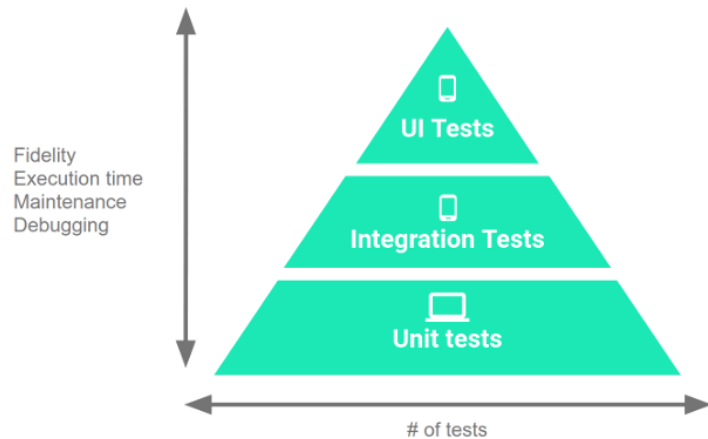 UI Tests
Fidelity
Execution time
Maintenance
Debugging
Integration Tests
Unit tests
# of tests